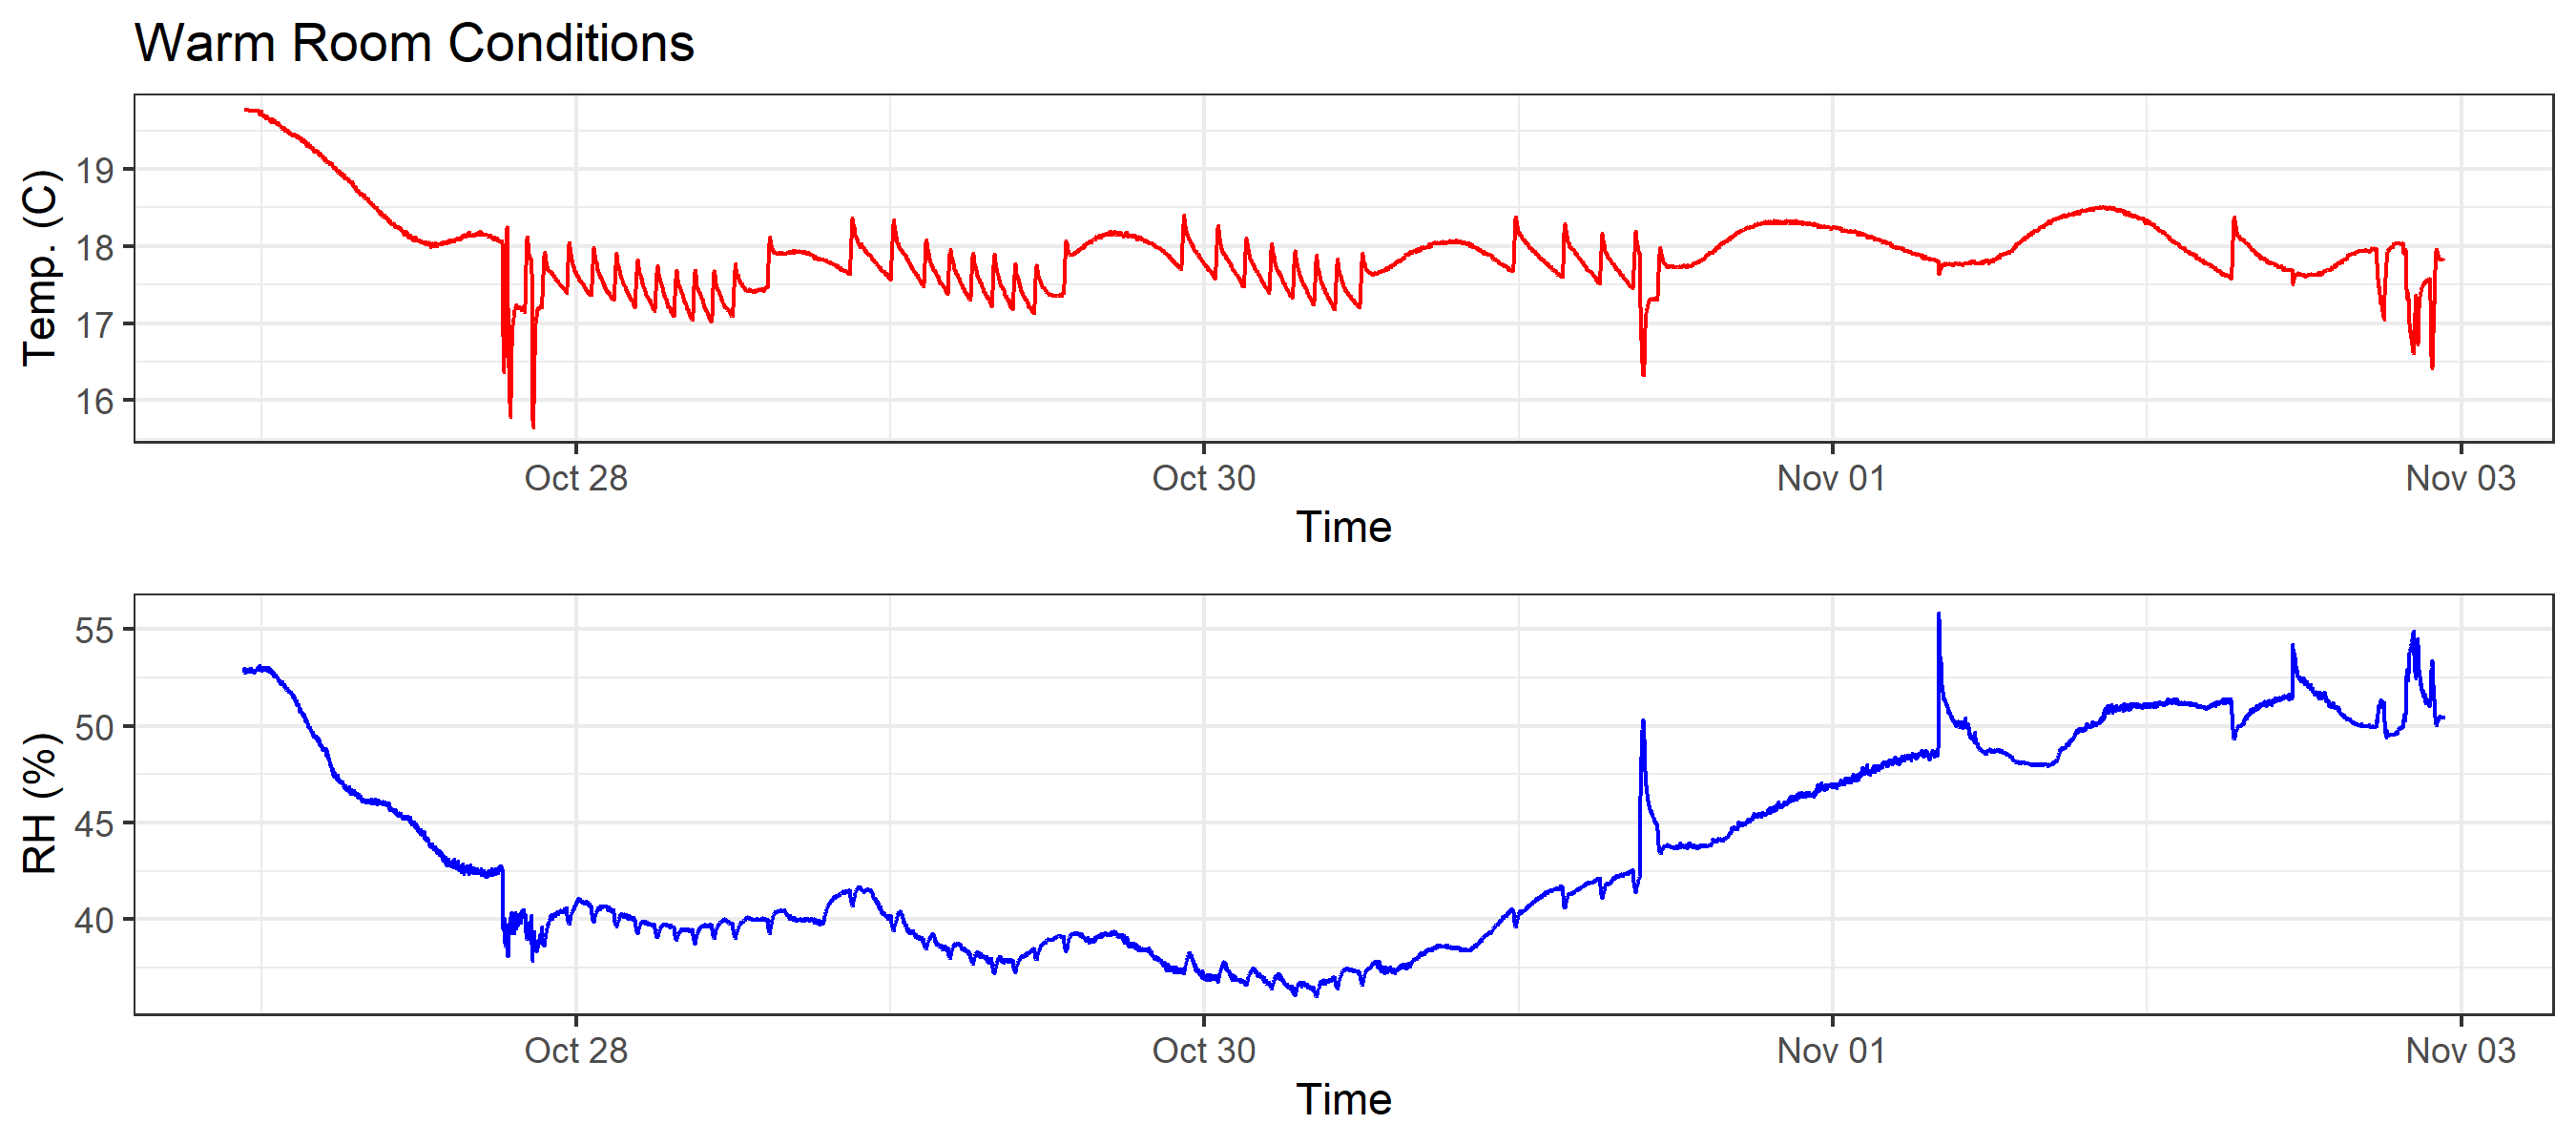 Warm Room Conditions
Temp. (C)
19
18
17
16
Oct 28 Oct 30 Nov 01 Nov 03
Time
RH (%)
55
50
45
40
Oct 28 Oct 30 Nov 01 Nov 03
Time